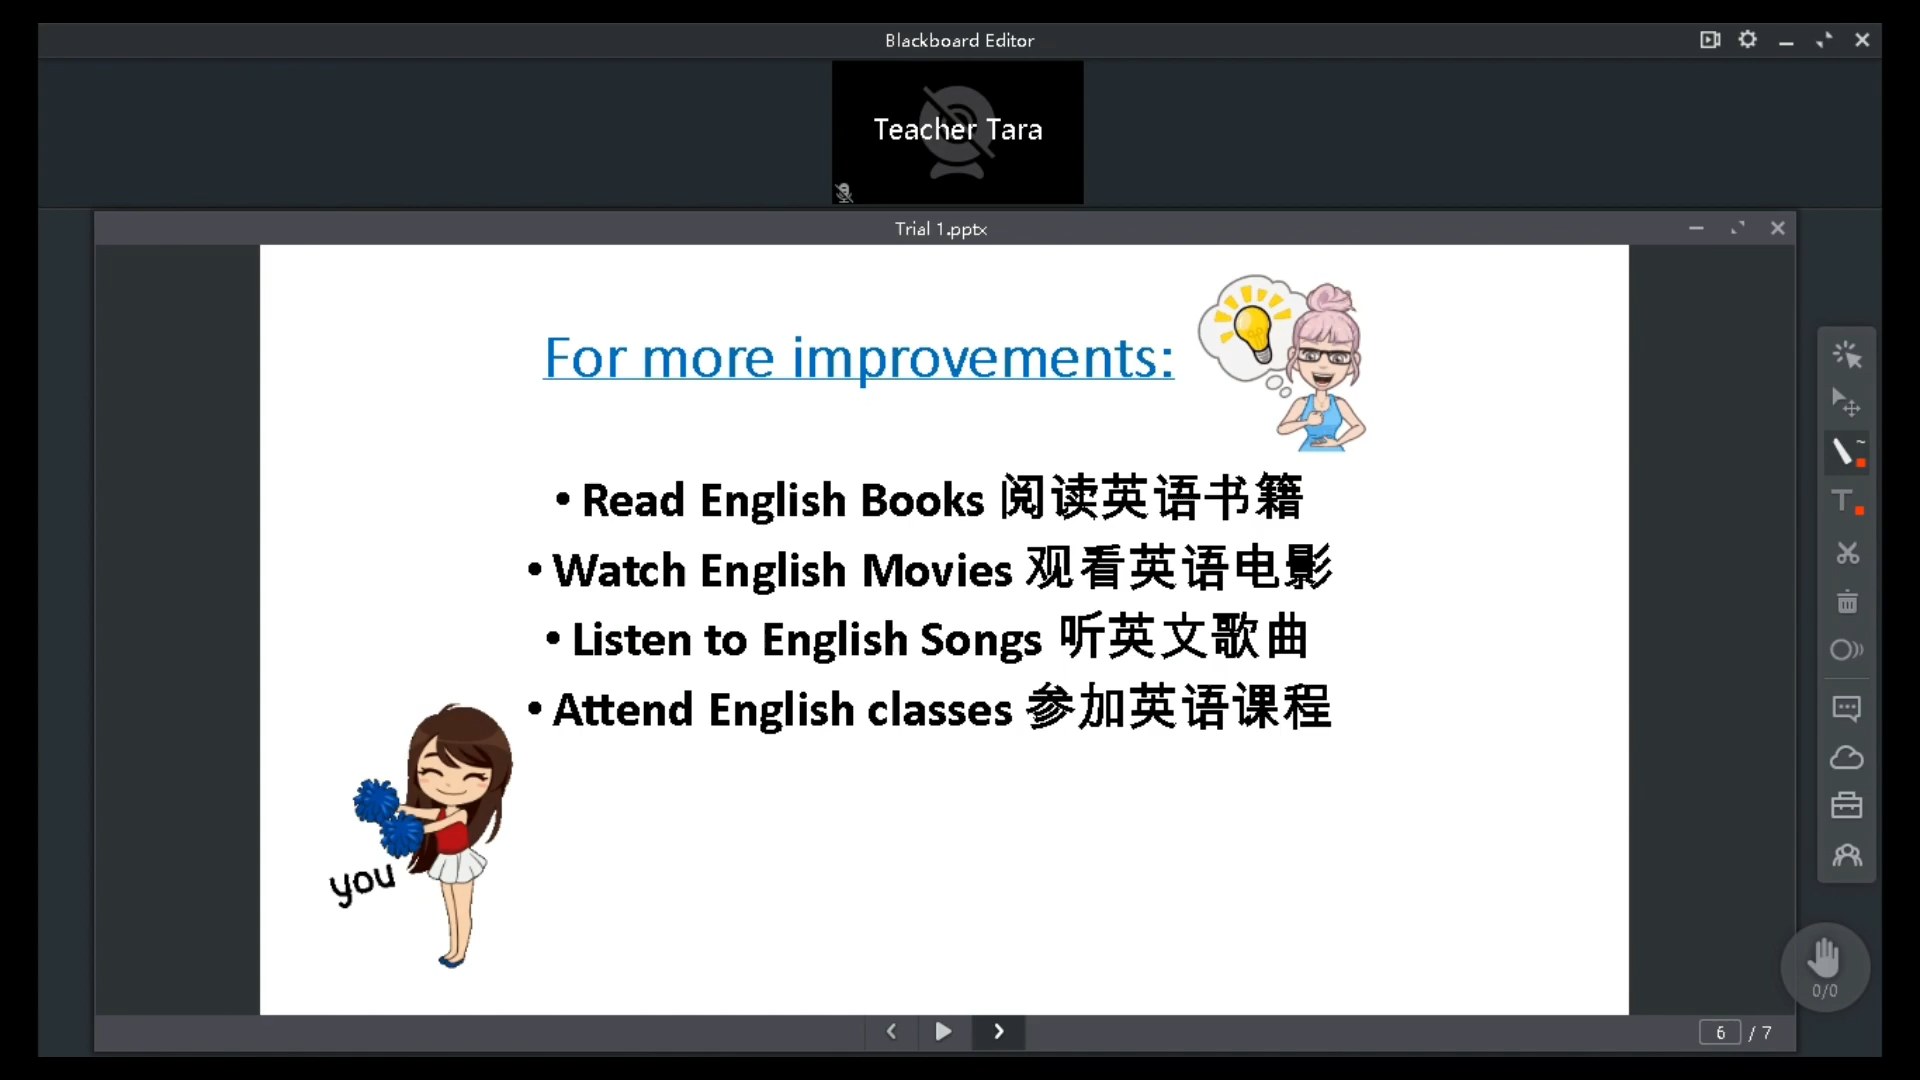 Blackboard Editor
Teacher Tara
Trial 1.pptx
For more improvements:
• Read English Books 阅读英语书籍
• Watch English Movies 观看英语电影
• Listen to English Songs 听英文歌曲
• Attend English classes 参加英语课程
you
T
0/0
6 / 7